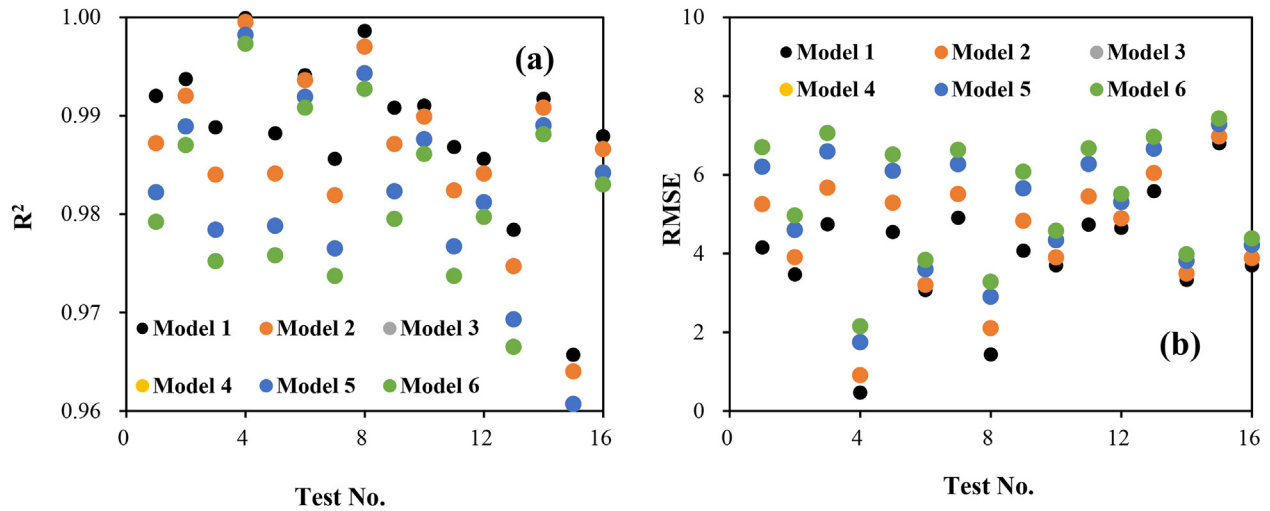 1.00
0.99
0.98
0.97
0.96
R²
(a)
Model 1 Model 2 Model 3
Model 4 Model 5 Model 6
0 4 8 12 16
Test No.
10
8
6
4
2
0
RMSE
Model 1 Model 2 Model 3
Model 4 Model 5 Model 6
(b)
0 4 8 12 16
Test No.